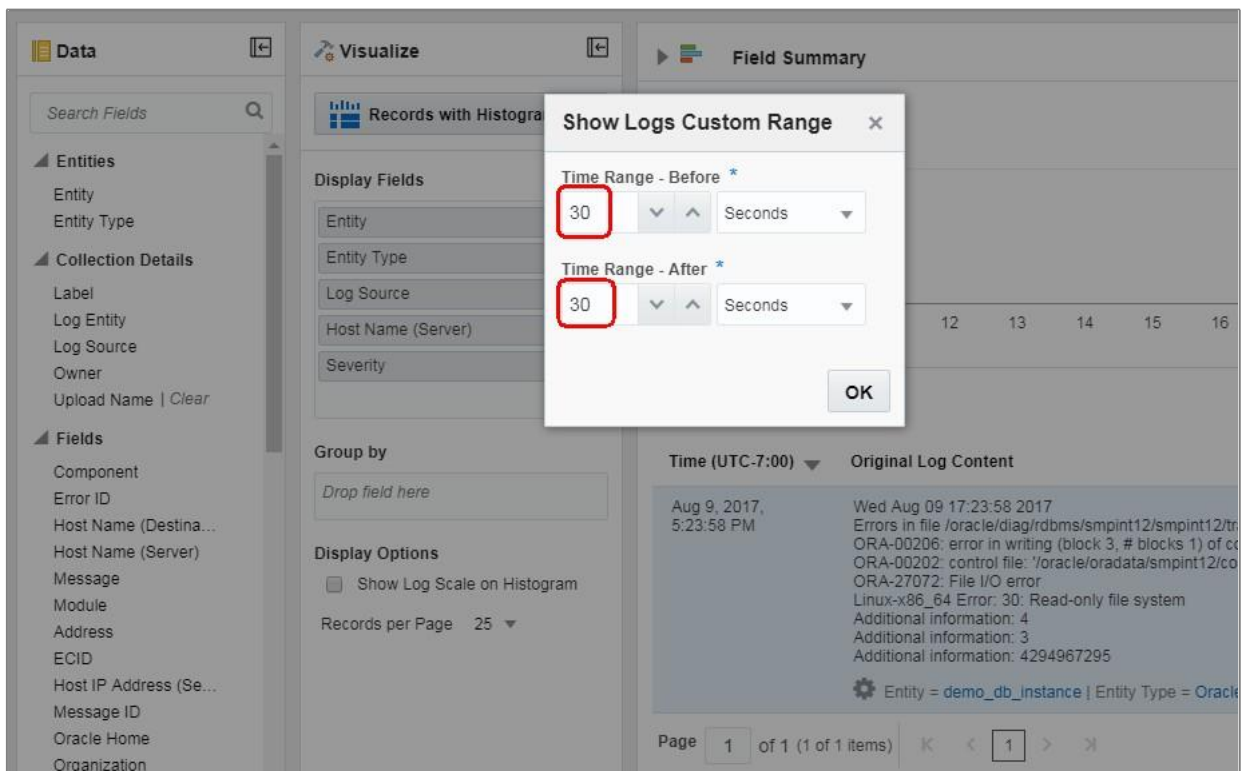 Data
Search Fields
Entities
Entity
Entity Type
Collection Details
Label
Log Entity
Log Source
Owner
Upload Name | Clear
Fields
Component
Error ID
Host Name (Destina...
Host Name (Server)
Message
Module
Address
ECID
Host IP Address (Se...
Message ID
Oracle Home
Organization
Visualize
Records with Histogra
Display Fields
Entity
Entity Type
Log Source
Host Name (Server)
Severity
Group by
Drop field here
Display Options
Show Log Scale on Histogram
Records per Page 25
Field Summary
Show Logs Custom Range
Time Range - Before *
30 Seconds
Time Range - After *
30 Seconds
OK
12 13 14 15 16
Time (UTC-7:00) Original Log Content
Aug 9, 2017,
5:23:58 PM
Wed Aug 09 17:23:58 2017
Errors in file /oracle/diag/rdbms/smpint12/smpint12/tr
ORA-00206: error in writing (block 3, # blocks 1) of co
ORA-00202: control file: '/oracle/oradata/smpint12/co
ORA-27072: File I/O error
Linux-x86_64 Error: 30: Read-only file system
Additional information: 4
Additional information: 3
Additional information: 4294967295
Entity = demo_db_instance | Entity Type = Oracle
Page 1 of 1 (1 of 1 items) 1